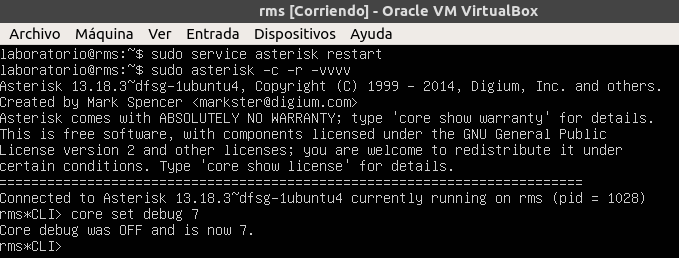 rms [Corriendo] - Oracle VM VirtualBox
Archivo Máquina Ver Entrada Dispositivos Ayuda
laboratorio@rms:~$ sudo service asterisk restart
laboratorio@rms:~$ sudo asterisk -c -r -vvvv
Asterisk 13.18.3~dfsg-1ubuntu4, Copyright (C) 1999 - 2014, Digium, Inc. and others.
Created by Mark Spencer <markster@digium.com>
Asterisk comes with ABSOLUTELY NO WARRANTY; type 'core show warranty' for details.
This is free software, with components licensed under the GNU General Public
License version 2 and other licenses; you are welcome to redistribute it under
certain conditions. Type 'core show license' for details.
=========================================================================
Connected to Asterisk 13.18.3~dfsg-1ubuntu4 currently running on rms (pid = 1028)
rms*CLI> core set debug 7
Core debug was OFF and is now 7.
rms*CLI>